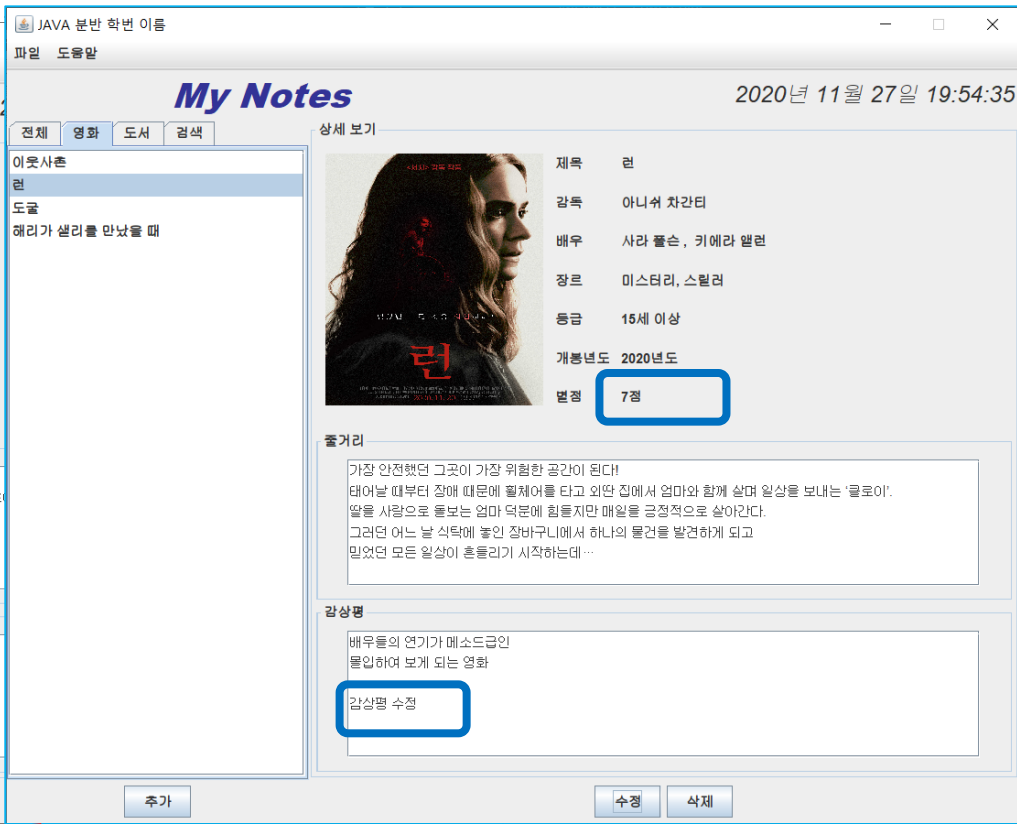 JAVA 분반 학번 이름
파일 도움말
My Notes
2020년 11월 27일 19:54:35
전체 영화 도서 검색
이웃사촌
런
도굴
해리가 샐리를 만났을 때
상세 보기
런
제목 런
감독 아니쉬 차간티
배우 사라 폴슨 , 키에라 앨런
장르 미스터리, 스릴러
등급 15세 이상
개봉년도 2020년도
별점 7점
줄거리
가장 안전했던 그곳이 가장 위험한 공간이 된다!
태어날 때부터 장애 때문에 휠체어를 타고 외딴 집에서 엄마와 함께 살며 일상을 보내는 ‘클로이’.
딸을 사랑으로 돌보는 엄마 덕분에 힘들지만 매일을 긍정적으로 살아간다.
그러던 어느 날 식탁에 놓인 장바구니에서 하나의 물건을 발견하게 되고
믿었던 모든 일상이 흔들리기 시작하는데…
감상평
배우들의 연기가 메소드급인
몰입하여 보게 되는 영화
감상평 수정
추가 수정 삭제